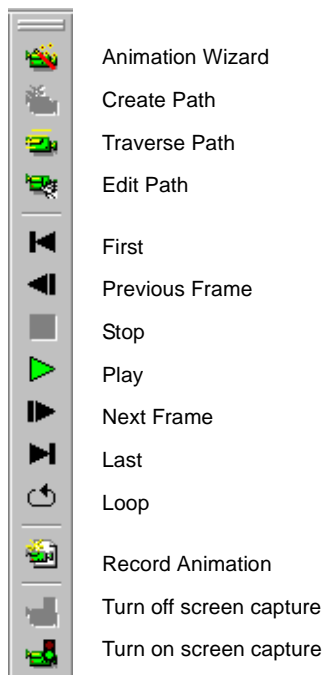 Animation Wizard
Create Path
Traverse Path
Edit Path
First
Previous Frame
Stop
Play
Next Frame
Last
Loop
Record Animation
Turn off screen capture
Turn on screen capture